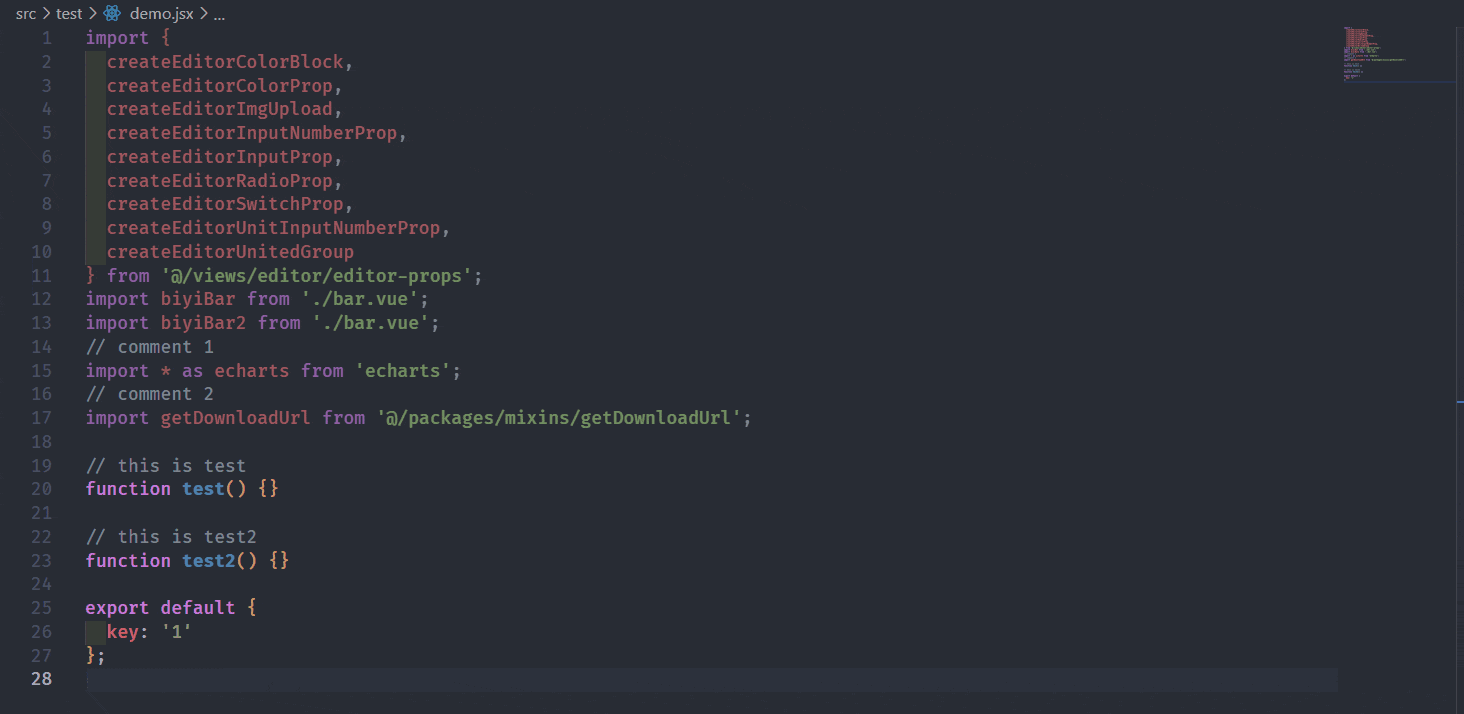 src > test > demo.jsx > ...
1 import {
2   createEditorColorBlock,
3   createEditorColorProp,
4   createEditorImgUpload,
5   createEditorInputNumberProp,
6   createEditorInputProp,
7   createEditorRadioProp,
8   createEditorSwitchProp,
9   createEditorUnitInputNumberProp,
10   createEditorUnitedGroup
11 } from '@/views/editor/editor-props';
12 import biyiBar from './bar.vue';
13 import biyiBar2 from './bar.vue';
14 // comment 1
15 import * as echarts from 'echarts';
16 // comment 2
17 import getDownloadUrl from '@/packages/mixins/getDownloadUrl';
18
19 // this is test
20 function test() {}
21
22 // this is test2
23 function test2() {}
24
25 export default {
26   key: '1'
27 };
28